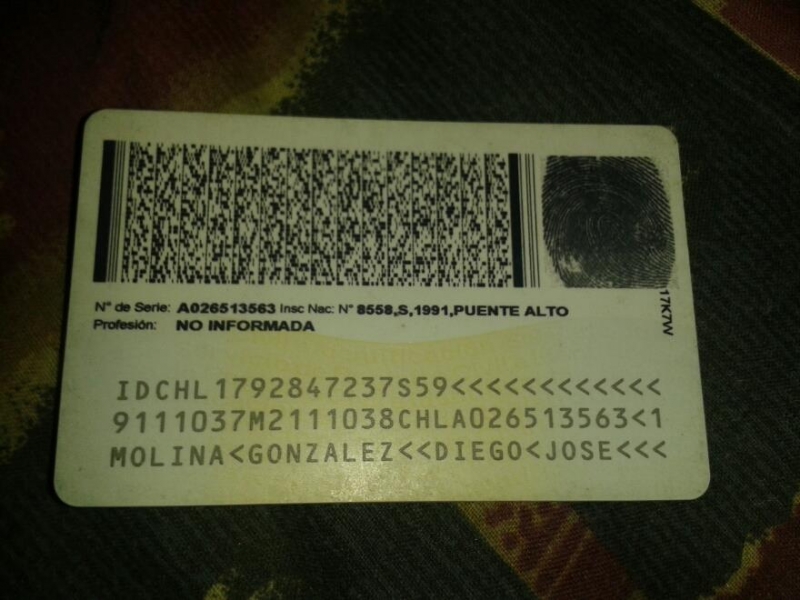 N° de Serie: A026513563 Insc Nac: N° 8558,S,1991,PUENTE ALTO
Profesión: NO INFORMADA
17K7W
IDCHL1792847237S59<<<<<<<<<<<<
9111037M2111038CHLA026513563<1
MOLINA<GONZALEZ<<DIEGO<JOSE<<<